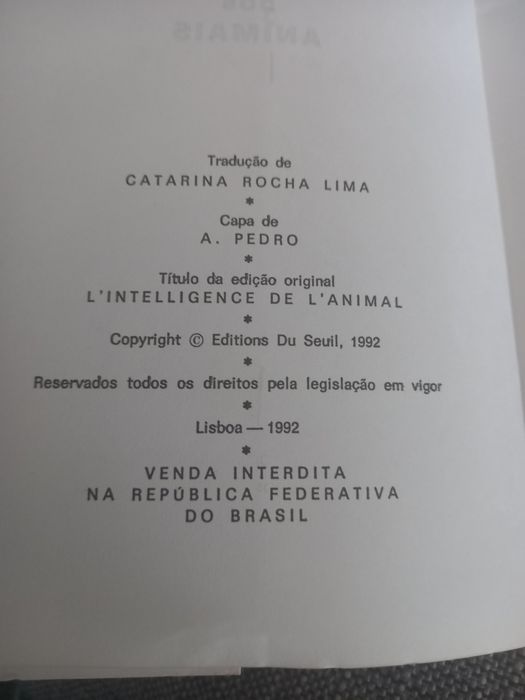 Tradução de
CATARINA ROCHA LIMA
*
Capa de
A. PEDRO
*
Título da edição original
L'INTELLIGENCE DE L'ANIMAL
*
Copyright © Editions Du Seuil, 1992
*
Reservados todos os direitos pela legislação em vigor
*
Lisboa — 1992
*
VENDA INTERDITA
NA REPÚBLICA FEDERATIVA
DO BRASIL